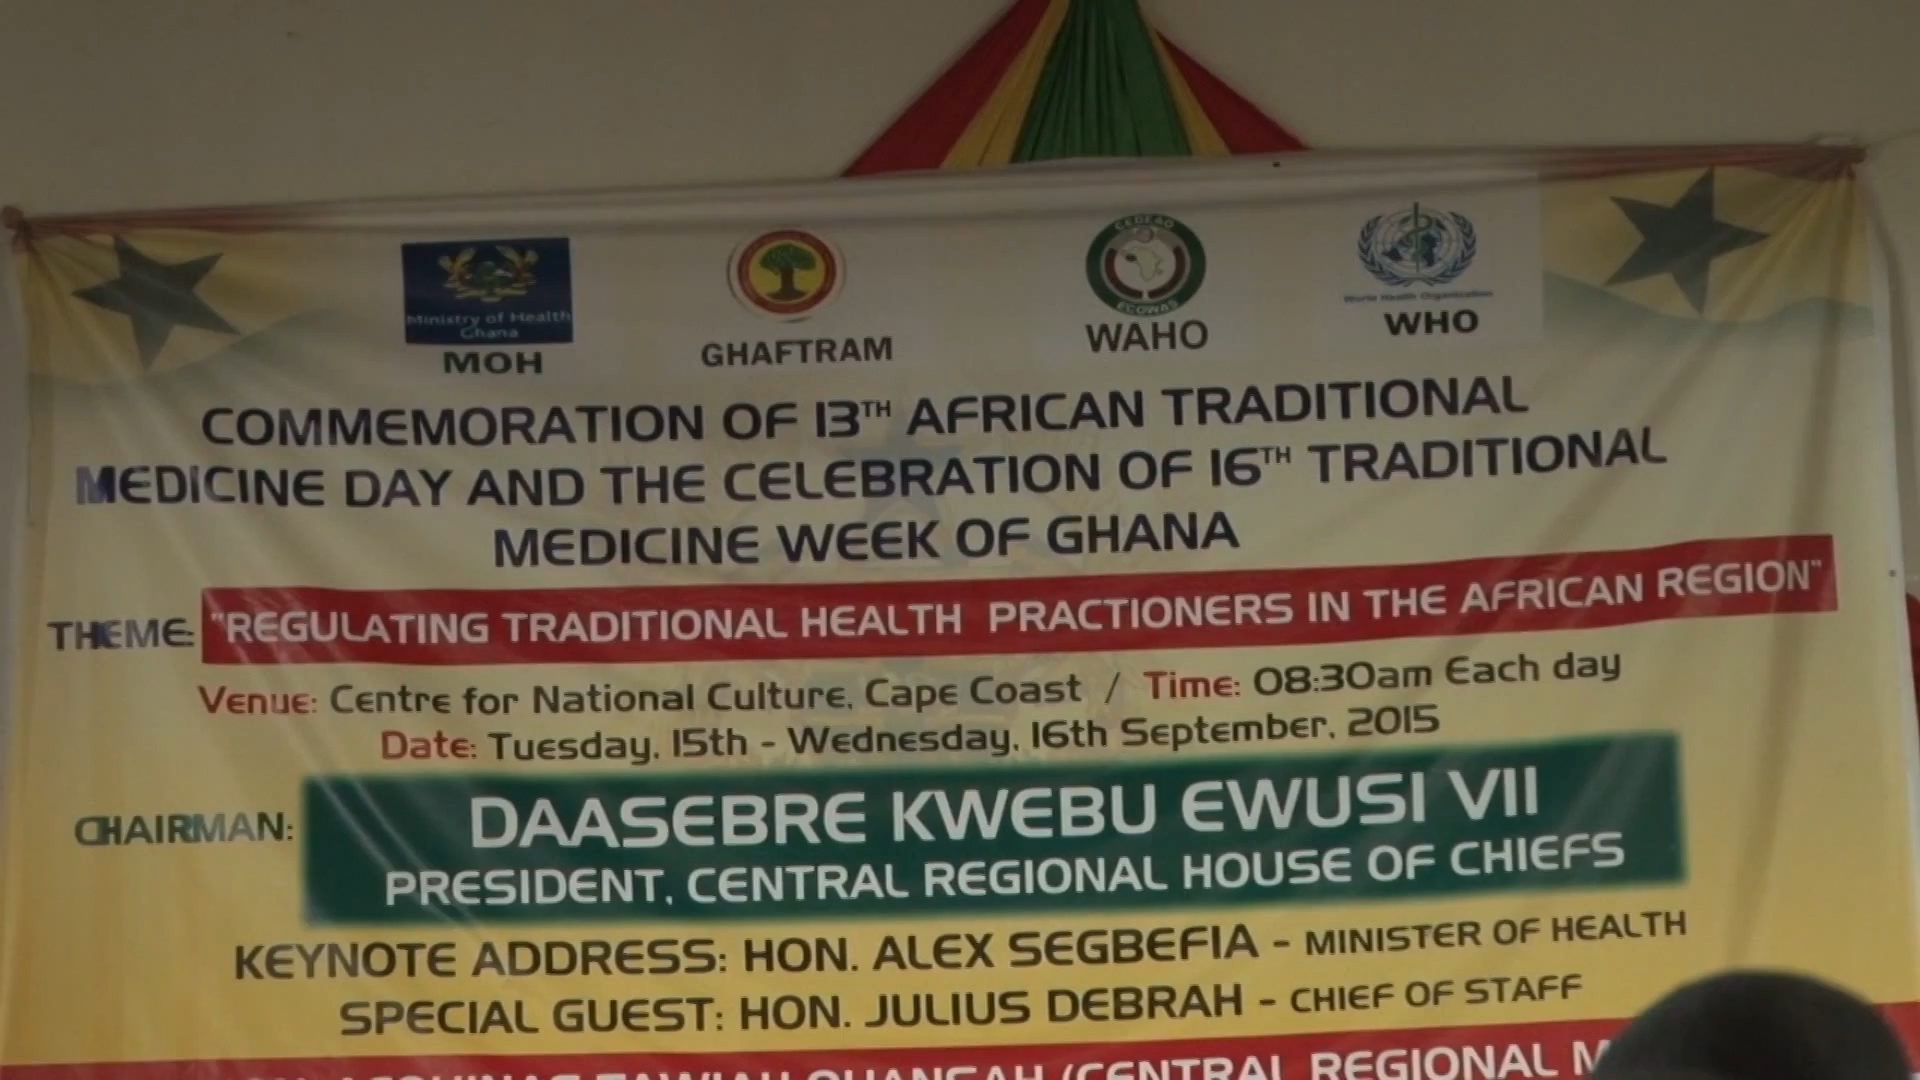 Ministry of Health
Ghana
MOH
GHAFTRAM
CEDEAO
ECOWAS
WAHO
World Health Organization
WHO
COMMEMORATION OF 13TH AFRICAN TRADITIONAL
MEDICINE DAY AND THE CELEBRATION OF 16TH TRADITIONAL
MEDICINE WEEK OF GHANA
THEME: "REGULATING TRADITIONAL HEALTH PRACTIONERS IN THE AFRICAN REGION"
Venue: Centre for National Culture, Cape Coast / Time: 08:30am Each day
Date: Tuesday, 15th - Wednesday, 16th September, 2015
CHAIRMAN: DAASEBRE KWEBU EWUSI VII
PRESIDENT, CENTRAL REGIONAL HOUSE OF CHIEFS
KEYNOTE ADDRESS: HON. ALEX SEGBEFIA - MINISTER OF HEALTH
SPECIAL GUEST: HON. JULIUS DEBRAH - CHIEF OF STAFF
(CENTRAL REGIONAL